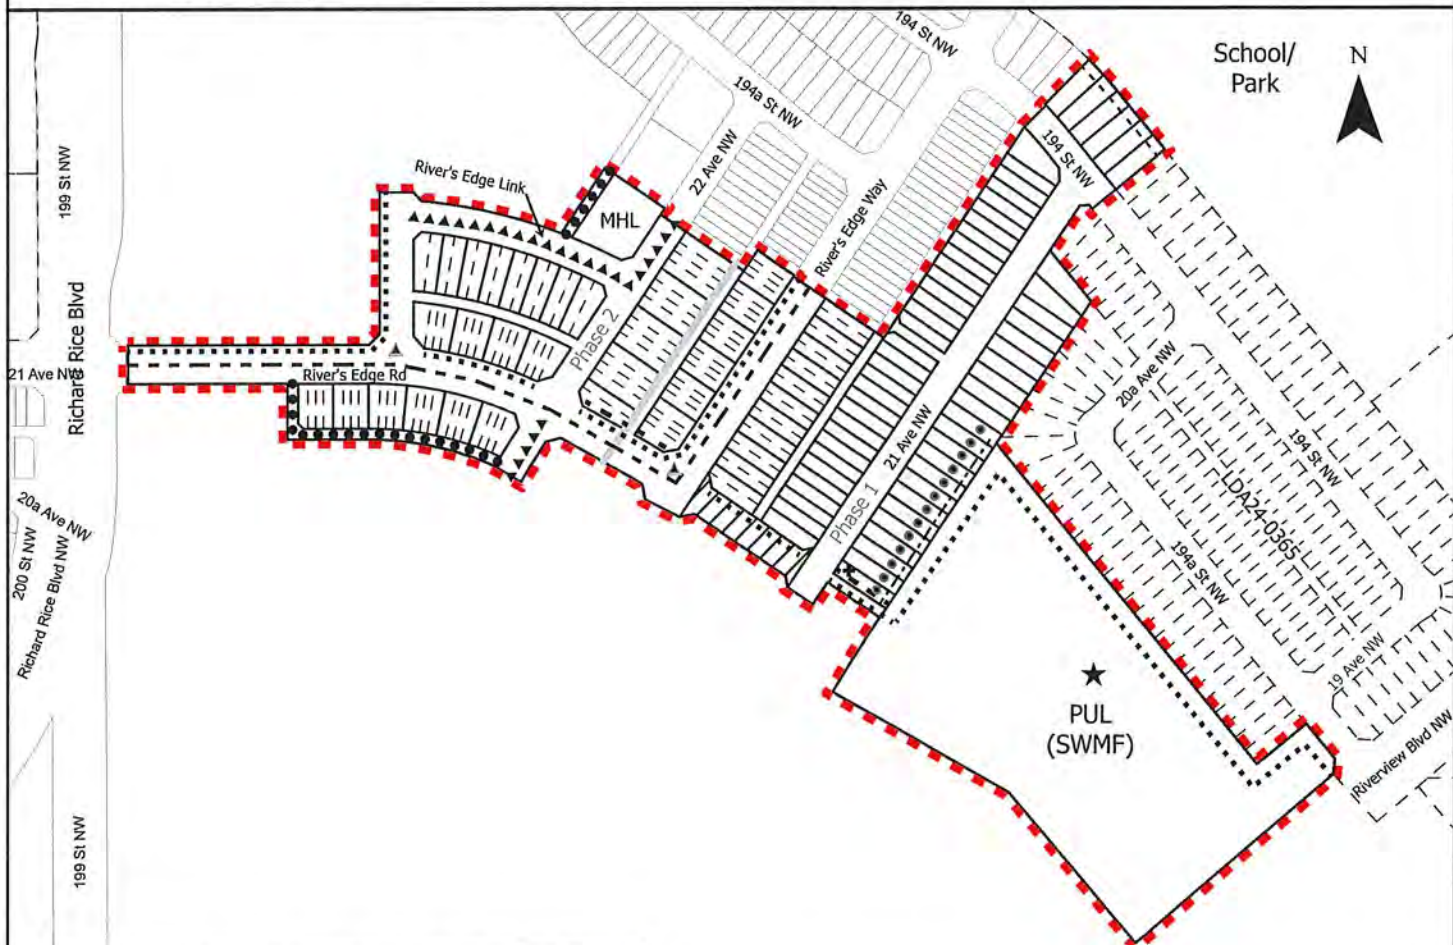 194 St NW
School/
Park
N
194a St NW
199 St NW
22 Ave NW
River's Edge Link
194 St NW
MHL
River's Edge Way
Richard Rice Blvd
Phase 2
21 Ave NW
River's Edge Rd
20a Ave NW
21 Ave NW
194 St NW
LDA24-0365
Phase 1
20a Ave NW
200 St NW
Richard Rice Blvd NW
194a St NW
19 Ave NW
PUL
(SWMF)
Riverview Blvd NW
199 St NW